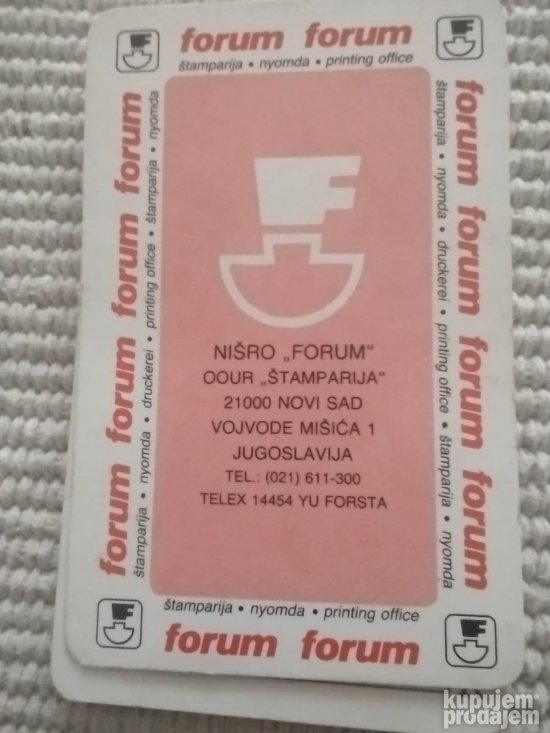 forum forum
štamparija • nyomda • printing office
forum forum forum forum
štamparija • nyomda • druckerei • printing office • štamparija • nyomda
NIŠRO „FORUM"
OOUR „ŠTAMPARIJA"
21000 NOVI SAD
VOJVODE MIŠIĆA 1
JUGOSLAVIJA
TEL.: (021) 611-300
TELEX 14454 YU FORSTA
forum forum forum forum
štamparija • nyomda • druckerei • printing office • štamparija • nyomda
štamparija • nyomda • printing office
forum forum
kupujem
prodajem